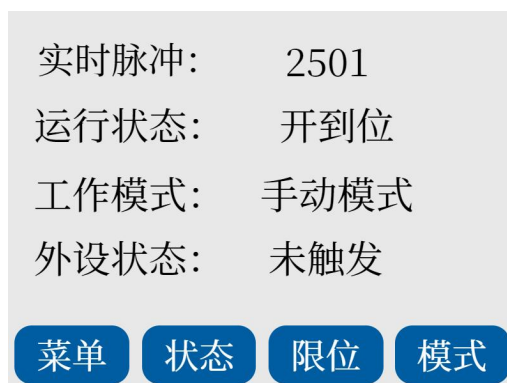 实时脉冲： 2501
运行状态： 开到位
工作模式： 手动模式
外设状态： 未触发
菜单 状态 限位 模式